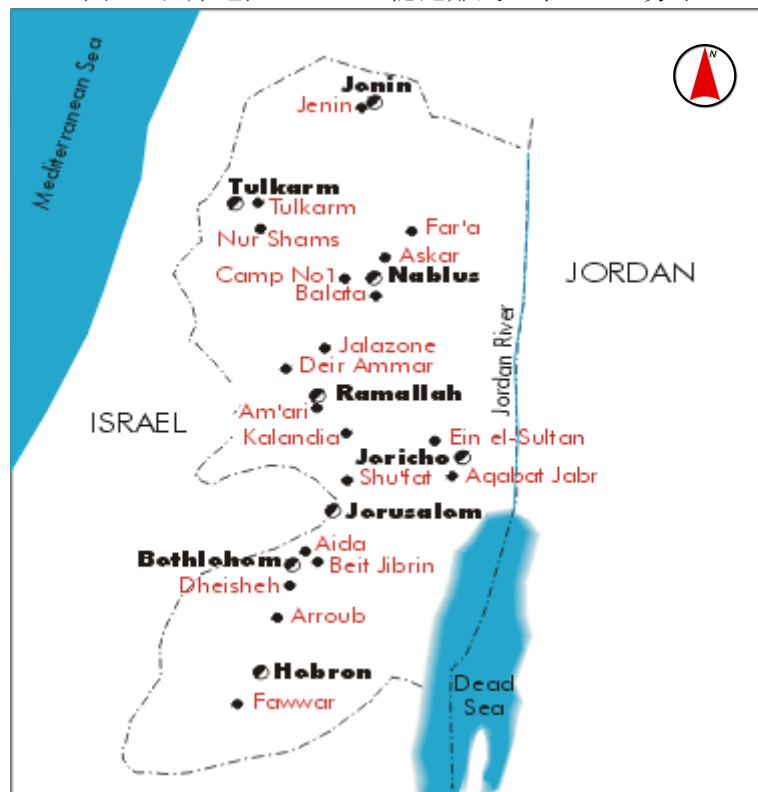 N
Mediterranean Sea
Jenin
Jenin
Tulkarm
Tulkarm
Nur Shams
Far'a
Askar
Camp No1
Nablus
Balata
JORDAN
Jordan River
Jalazone
Deir Ammar
Ramallah
Am'ari
ISRAEL
Kalandia
Ein el-Sultan
Jericho
Shu'fat
Aqabat Jabr
Jerusalem
Aida
Bethlehem
Beit Jibrin
Dheisheh
Arroub
Hebron
Fawwar
Dead
Sea